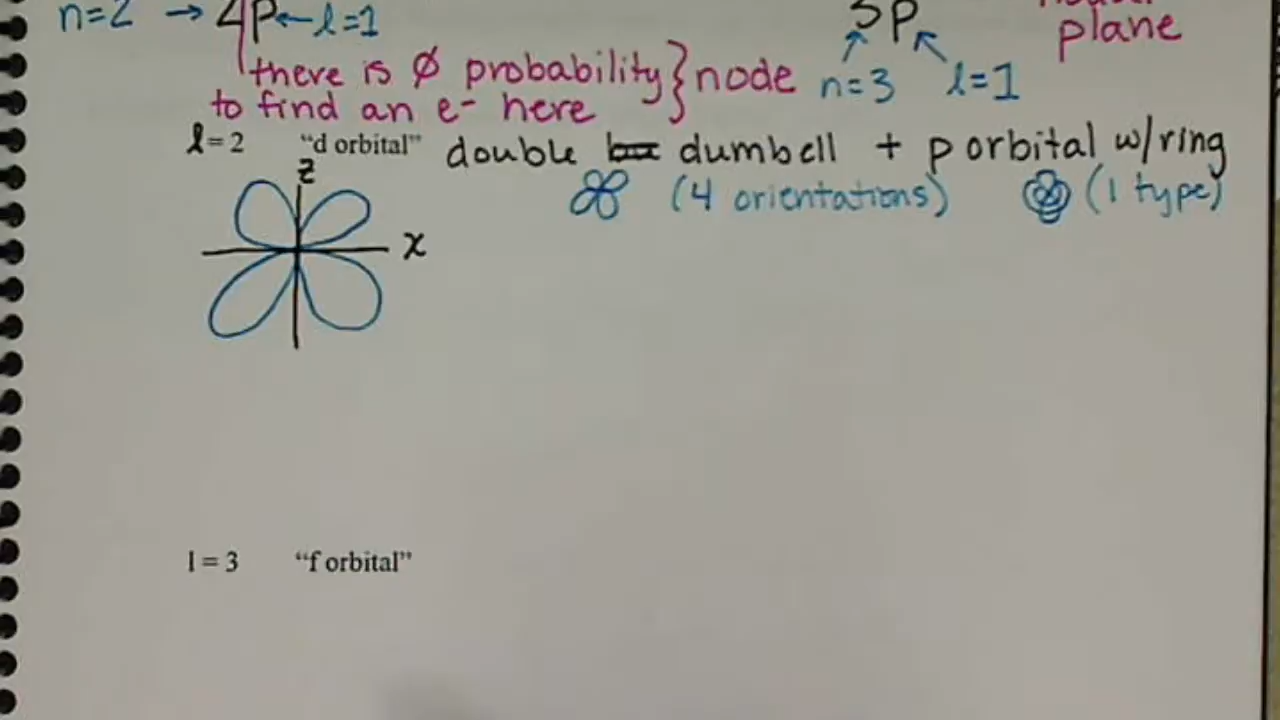 n=2 → 2p ← l=1
3p
plane
there is ∅ probability } node
n=3 l=1
to find an e- here
l = 2 "d orbital" double dumbell + p orbital w/ring
z
(4 orientations) (1 type)
x
l = 3 "f orbital"